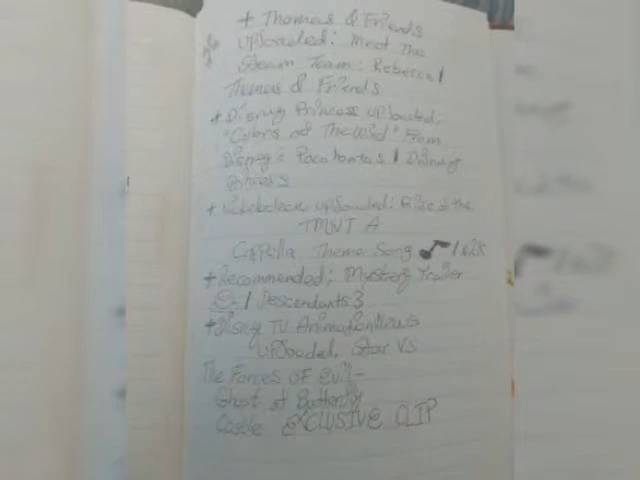 + Thomas & Friends
Uploaded: Meet The
Steam Team: Rebecca |
Thomas & Friends
+ Disney Princess Uploaded:
"Colors of The Wind" From
Disney's Pocahontas | Disney
Princess
+ uploaded: Rise of the
TMNT A
Cappella Theme Song
+ Recommended: Mystery Trailer
| Descendants 3
+ Disney TV Animation News
Uploaded. Star VS
The Forces OF Evil -
Ghost of Butterfly
Castle EXCLUSIVE CLIP